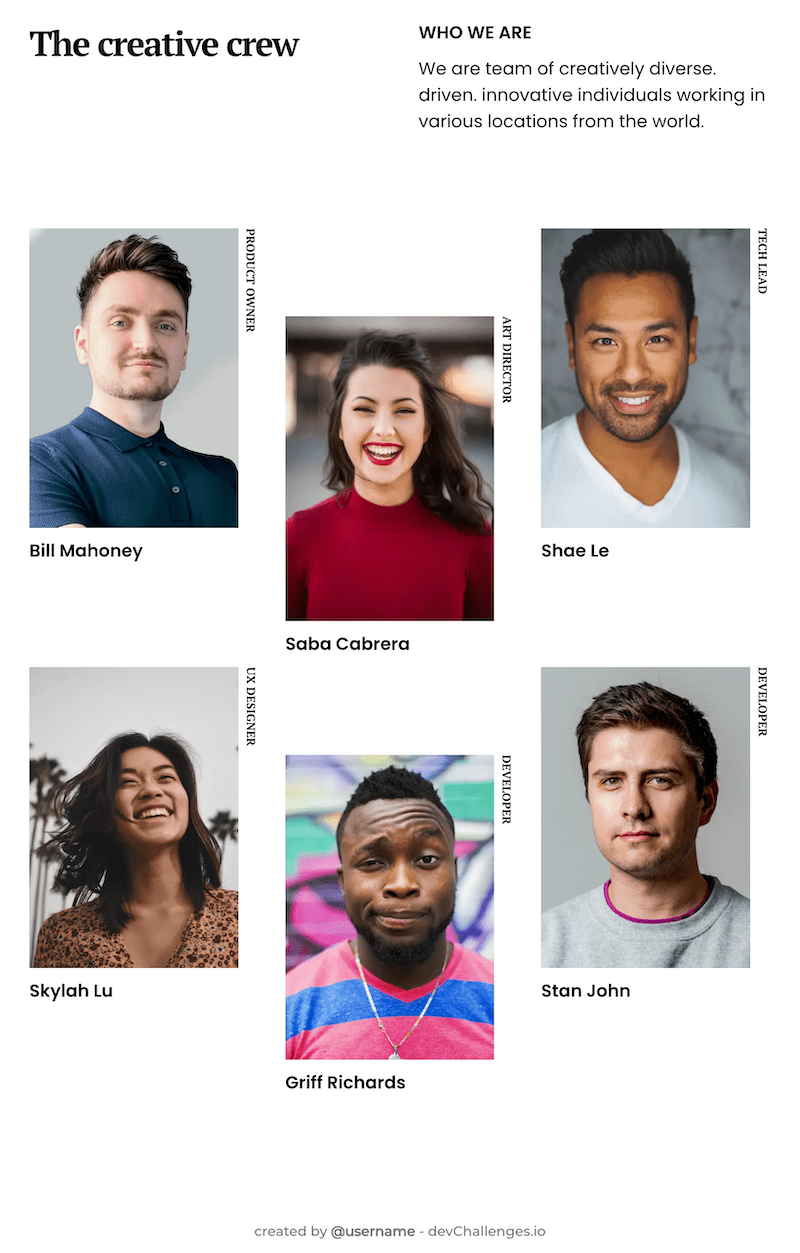 The creative crew
WHO WE ARE
We are team of creatively diverse.
driven. innovative individuals working in
various locations from the world.
PRODUCT OWNER
Bill Mahoney
ART DIRECTOR
Saba Cabrera
TECH LEAD
Shae Le
UX DESIGNER
Skylah Lu
DEVELOPER
Griff Richards
DEVELOPER
Stan John
created by @username - devChallenges.io